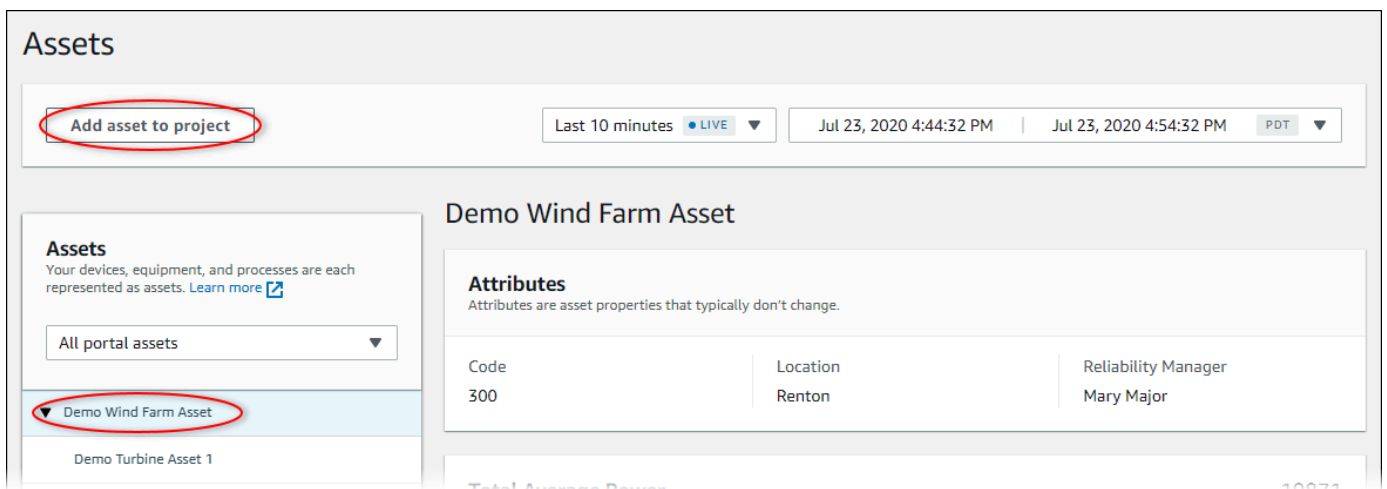 Assets
Add asset to project
Last 10 minutes LIVE
Jul 23, 2020 4:44:32 PM | Jul 23, 2020 4:54:32 PM PDT
Assets
Your devices, equipment, and processes are each
represented as assets. Learn more
All portal assets
Demo Wind Farm Asset
Demo Turbine Asset 1
Demo Wind Farm Asset
Attributes
Attributes are asset properties that typically don't change.
Code
300
Location
Renton
Reliability Manager
Mary Major
Total Average Power